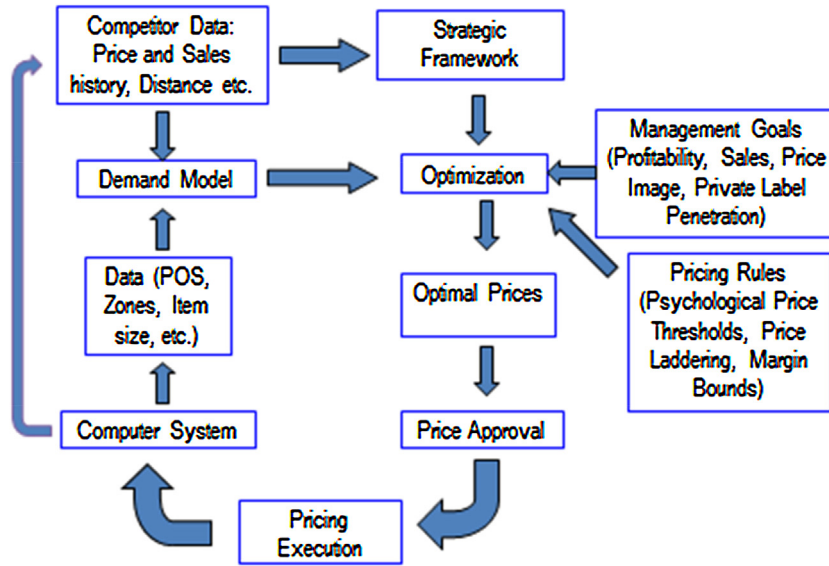 Competitor Data:
Price and Sales
history, Distance etc.
Strategic
Framework
Management Goals
(Profitability, Sales, Price
Image, Private Label
Penetration)
Demand Model
Optimization
Data (POS,
Zones, Item
size, etc.)
Optimal Prices
Pricing Rules
(Psychological Price
Thresholds, Price
Laddering, Margin
Bounds)
Computer System
Price Approval
Pricing
Execution